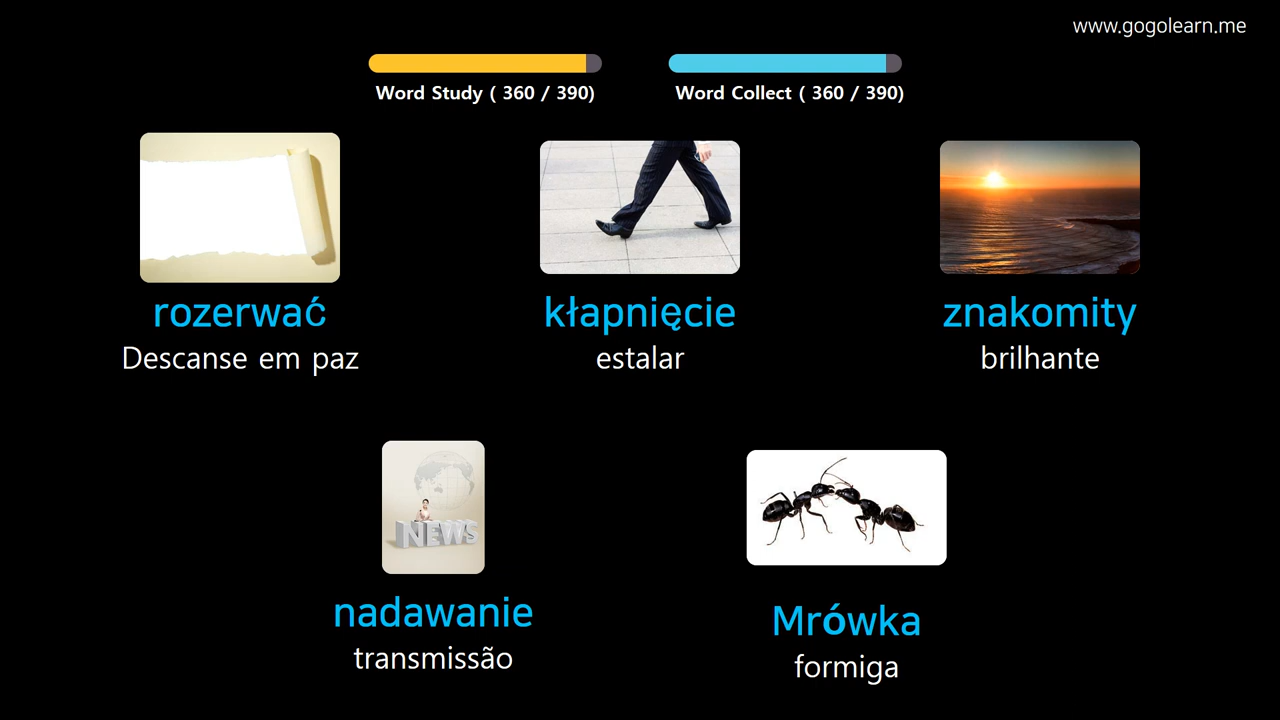 www.gogolearn.me
Word Study ( 360 / 390)
Word Collect ( 360 / 390)
rozerwać
Descanse em paz
kłapnięcie
estalar
znakomity
brilhante
NEWS
nadawanie
transmissão
Mrówka
formiga